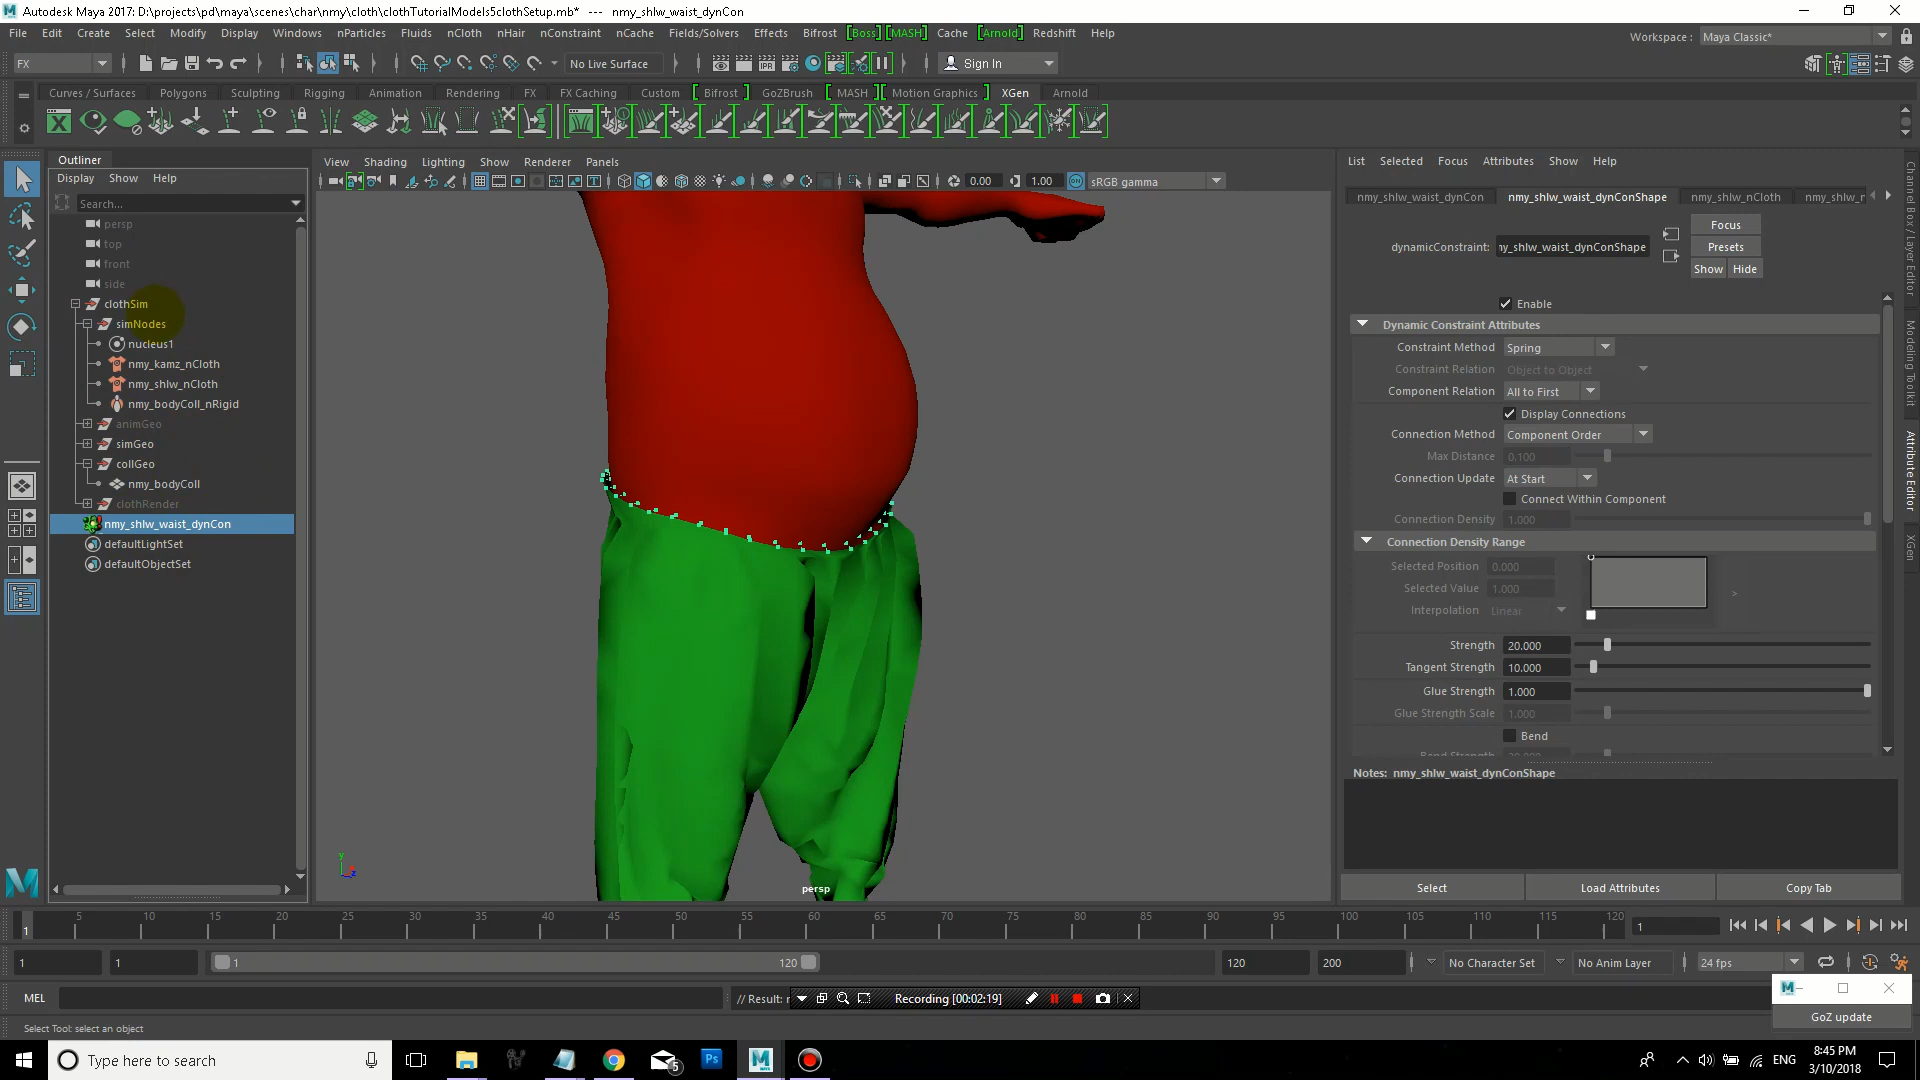 Autodesk Maya 2017: D:\projects\pd\maya\scenes\char\nmy\cloth\clothTutorialModels5clothSetup.mb*   ---   nmy_shlw_waist_dynCon
File Edit Create Select Modify Display Windows nParticles Fluids nCloth nHair nConstraint nCache Fields/Solvers Effects Bifrost [Boss] [MASH] Cache [Arnold] Redshift Help
Workspace : Maya Classic*
FX No Live Surface Sign In
Curves / Surfaces Polygons Sculpting Rigging Animation Rendering FX FX Caching Custom [ Bifrost ] GoZBrush [ MASH ] [ Motion Graphics ] XGen Arnold
Outliner
Display Show Help
Search...
persp
top
front
side
clothSim
simNodes
nucleus1
nmy_kamz_nCloth
nmy_shlw_nCloth
nmy_bodyColl_nRigid
animGeo
simGeo
collGeo
nmy_bodyColl
clothRender
nmy_shlw_waist_dynCon
defaultLightSet
defaultObjectSet
View Shading Lighting Show Renderer Panels
0.00 1.00 ON sRGB gamma
persp
List Selected Focus Attributes Show Help
nmy_shlw_waist_dynCon nmy_shlw_waist_dynConShape nmy_shlw_nCloth nmy_shlw_r
Focus
dynamicConstraint: ıy_shlw_waist_dynConShape Presets
Show Hide
Enable
Dynamic Constraint Attributes
Constraint Method Spring
Constraint Relation Object to Object
Component Relation All to First
Display Connections
Connection Method Component Order
Max Distance 0.100
Connection Update At Start
Connect Within Component
Connection Density 1.000
Connection Density Range
Selected Position 0.000
Selected Value 1.000
Interpolation Linear
>
Strength 20.000
Tangent Strength 10.000
Glue Strength 1.000
Glue Strength Scale 1.000
Bend
Notes: nmy_shlw_waist_dynConShape
Select Load Attributes Copy Tab
Channel Box / Layer Editor
Modeling Toolkit
Attribute Editor
XGen
5 10 15 20 25 30 35 40 45 50 55 60 65 70 75 80 85 90 95 100 105 110 115 120
1 1
1 1 1 120 120 200 No Character Set No Anim Layer 24 fps
MEL // Result: r Recording [00:02:19]
Select Tool: select an object
GoZ update
Type here to search
5
Ps
ENG
8:45 PM
3/10/2018